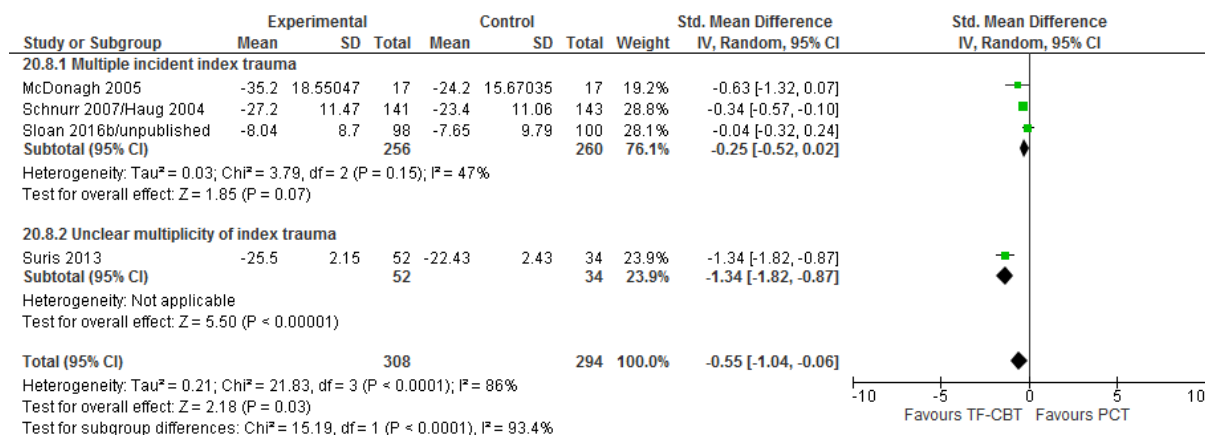 Experimental Control Std. Mean Difference Std. Mean Difference
Study or Subgroup Mean SD Total Mean SD Total Weight IV, Random, 95% CI IV, Random, 95% CI
20.8.1 Multiple incident index trauma
McDonagh 2005 -35.2 18.55047 17 -24.2 15.67035 17 19.2% -0.63 [-1.32, 0.07]
Schnurr 2007/Haug 2004 -27.2 11.47 141 -23.4 11.06 143 28.8% -0.34 [-0.57, -0.10]
Sloan 2016b/unpublished -8.04 8.7 98 -7.65 9.79 100 28.1% -0.04 [-0.32, 0.24]
Subtotal (95% CI) 256 260 76.1% -0.25 [-0.52, 0.02]
Heterogeneity: Tau² = 0.03; Chi² = 3.79, df = 2 (P = 0.15); I² = 47%
Test for overall effect: Z = 1.85 (P = 0.07)
20.8.2 Unclear multiplicity of index trauma
Suris 2013 -25.5 2.15 52 -22.43 2.43 34 23.9% -1.34 [-1.82, -0.87]
Subtotal (95% CI) 52 34 23.9% -1.34 [-1.82, -0.87]
Heterogeneity: Not applicable
Test for overall effect: Z = 5.50 (P < 0.00001)
Total (95% CI) 308 294 100.0% -0.55 [-1.04, -0.06]
Heterogeneity: Tau² = 0.21; Chi² = 21.83, df = 3 (P < 0.0001); I² = 86%
Test for overall effect: Z = 2.18 (P = 0.03)
Test for subgroup differences: Chi² = 15.19, df = 1 (P < 0.0001), I² = 93.4%
-10 -5 0 5 10
Favours TF-CBT Favours PCT